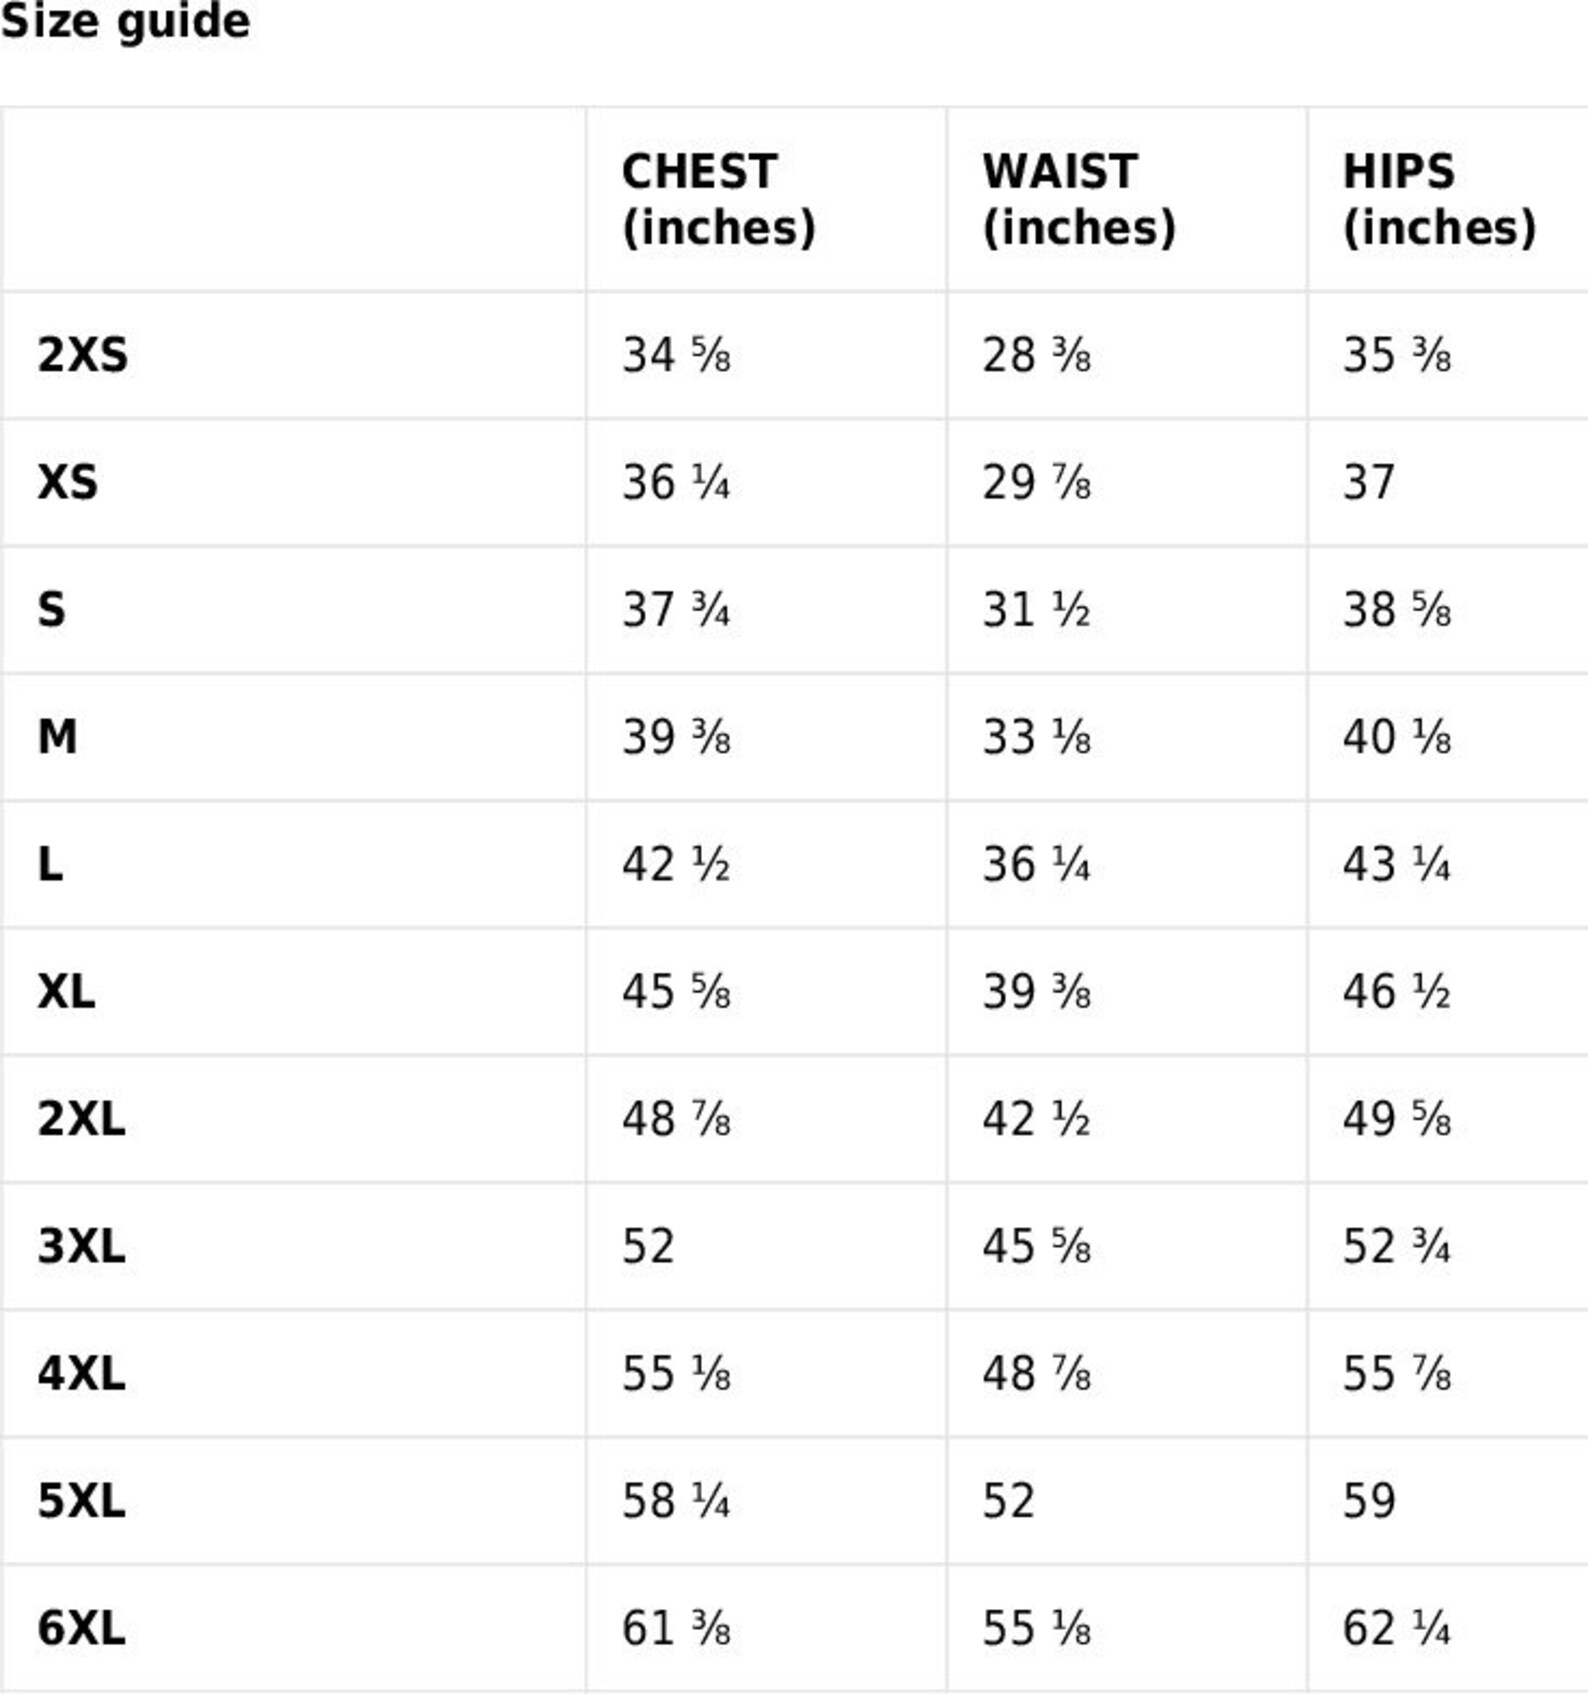 Size guide
CHEST (inches) WAIST (inches) HIPS (inches)
2XS 34 ⅝ 28 ⅜ 35 ⅜
XS 36 ¼ 29 ⅞ 37
S 37 ¾ 31 ½ 38 ⅝
M 39 ⅜ 33 ⅛ 40 ⅛
L 42 ½ 36 ¼ 43 ¼
XL 45 ⅝ 39 ⅜ 46 ½
2XL 48 ⅞ 42 ½ 49 ⅝
3XL 52 45 ⅝ 52 ¾
4XL 55 ⅛ 48 ⅞ 55 ⅞
5XL 58 ¼ 52 59
6XL 61 ⅜ 55 ⅛ 62 ¼